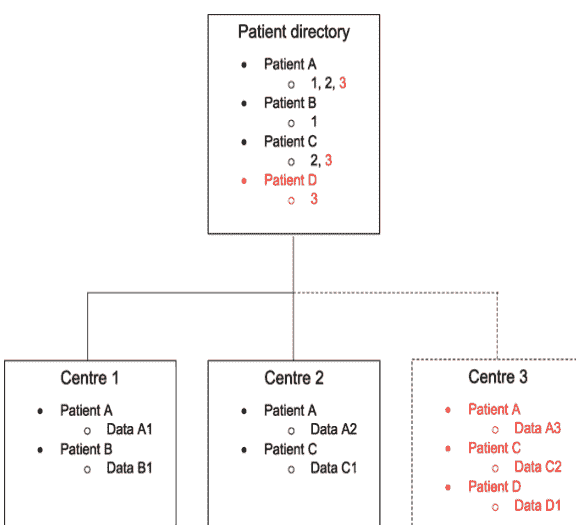 Patient directory
• Patient A
○ 1, 2, 3
• Patient B
○ 1
• Patient C
○ 2, 3
• Patient D
○ 3
Centre 1
• Patient A
○ Data A1
• Patient B
○ Data B1
Centre 2
• Patient A
○ Data A2
• Patient C
○ Data C1
Centre 3
• Patient A
○ Data A3
• Patient C
○ Data C2
• Patient D
○ Data D1